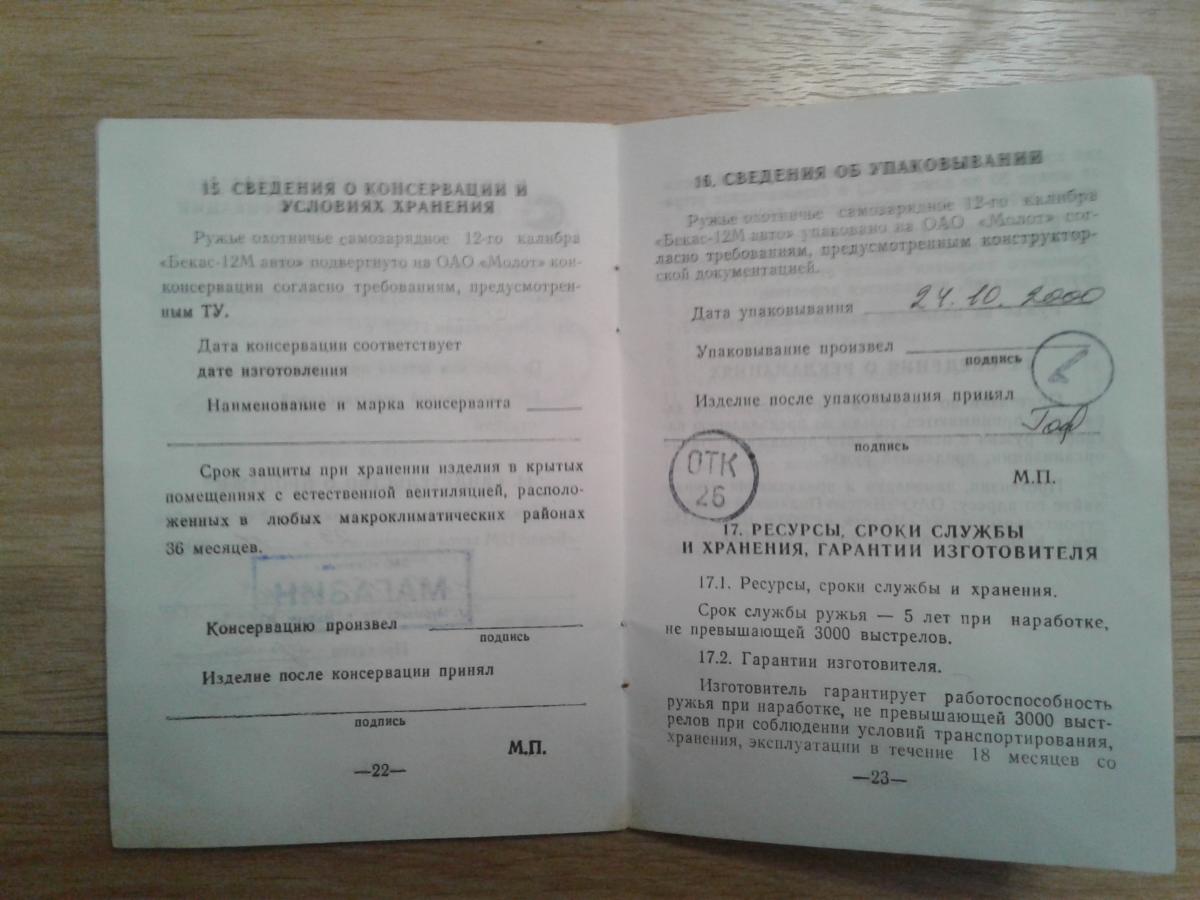 15. СВЕДЕНИЯ О КОНСЕРВАЦИИ И
УСЛОВИЯХ ХРАНЕНИЯ
Ружье охотничье самозарядное 12-го калибра
«Бекас-12М авто» подвергнуто на ОАО «Молот» кон-
консервации согласно требованиям, предусмотрен-
ным ТУ.
Дата консервации соответствует
дате изготовления
Наименование и марка консерванта
Срок защиты при хранении изделия в крытых
помещениях с естественной вентиляцией, располо-
женных в любых макроклиматических районах
36 месяцев.
МАГАЗИН
Консервацию произвел
подпись
Изделие после консервации принял
подпись
М.П.
—22—
16. СВЕДЕНИЯ ОБ УПАКОВЫВАНИИ
Ружье охотничье самозарядное 12-го калибра
«Бекас-12М авто» упаковано на ОАО «Молот» сог-
ласно требованиям, предусмотренным конструктор-
ской документацией.
Дата упаковывания 24.10.2000
Упаковывание произвел
подпись
Изделие после упаковывания принял
подпись
ОТК
26
М.П.
17. РЕСУРСЫ, СРОКИ СЛУЖБЫ
И ХРАНЕНИЯ, ГАРАНТИИ ИЗГОТОВИТЕЛЯ
17.1. Ресурсы, сроки службы и хранения.
Срок службы ружья — 5 лет при наработке,
не превышающей 3000 выстрелов.
17.2. Гарантии изготовителя.
Изготовитель гарантирует работоспособность
ружья при наработке, не превышающей 3000 выст-
релов при соблюдении условий транспортирования,
хранения, эксплуатации в течение 18 месяцев со
—23—